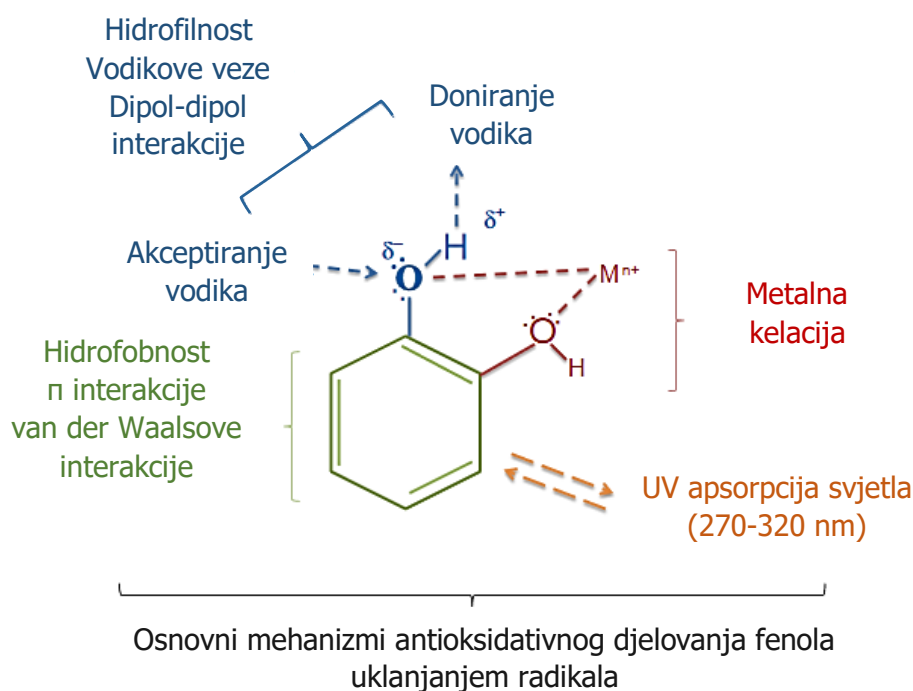 Hidrofilnost
Vodikove veze
Dipol-dipol
interakcije
Doniranje
vodika
Akceptiranje
vodika
δ⁻
H
δ⁺
O
Mⁿ⁺
O
H
Metalna
kelacija
Hidrofobnost
π interakcije
van der Waalsove
interakcije
UV apsorpcija svjetla
(270-320 nm)
Osnovni mehanizmi antioksidativnog djelovanja fenola
uklanjanjem radikala